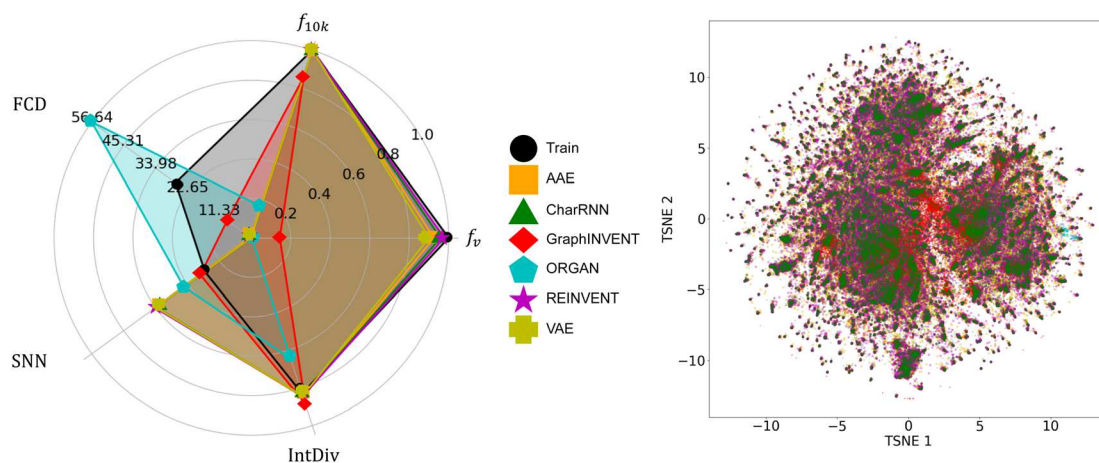 f10k
FCD
56.64
45.31
33.98
22.65
11.33
1.0
0.8
0.6
0.4
0.2
fv
SNN
IntDiv
Train
AAE
CharRNN
GraphINVENT
ORGAN
REINVENT
VAE
TSNE 2
10
5
0
−5
−10
−10
−5
0
5
10
TSNE 1